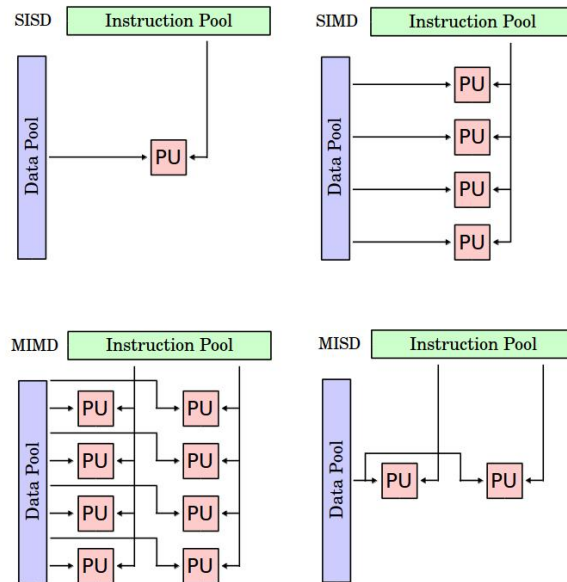 SISD Instruction Pool
Data Pool
PU
SIMD Instruction Pool
Data Pool
PU
PU
PU
PU
MIMD Instruction Pool
Data Pool
PU PU
PU PU
PU PU
PU PU
MISD Instruction Pool
Data Pool
PU PU